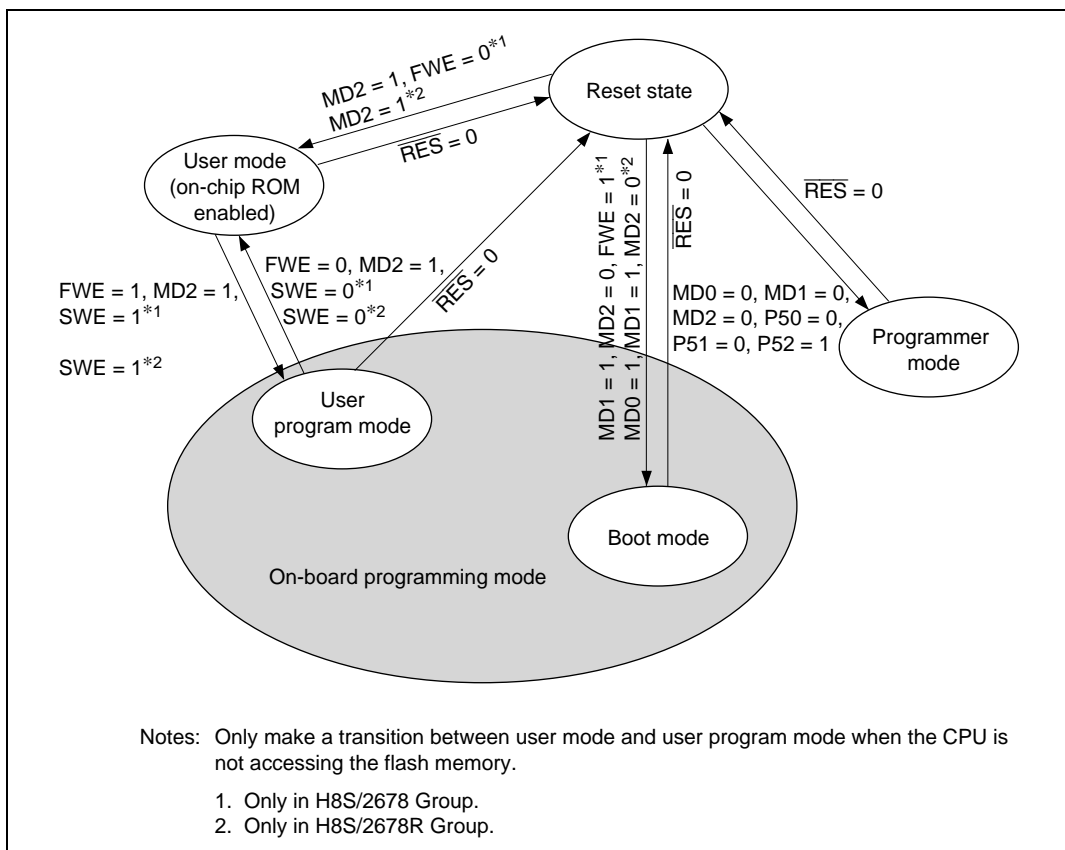 MD2 = 1, FWE = 0*1
MD2 = 1*2
RES = 0
Reset state
User mode
(on-chip ROM
enabled)
RES = 0
MD1 = 1, MD2 = 0, FWE = 1*1
MD0 = 1, MD1 = 1, MD2 = 0*2
RES = 0
RES = 0
FWE = 1, MD2 = 1,
SWE = 1*1
SWE = 1*2
FWE = 0, MD2 = 1,
SWE = 0*1
SWE = 0*2
MD0 = 0, MD1 = 0,
MD2 = 0, P50 = 0,
P51 = 0, P52 = 1
Programmer
mode
User
program mode
Boot mode
On-board programming mode
Notes: Only make a transition between user mode and user program mode when the CPU is
not accessing the flash memory.
1. Only in H8S/2678 Group.
2. Only in H8S/2678R Group.